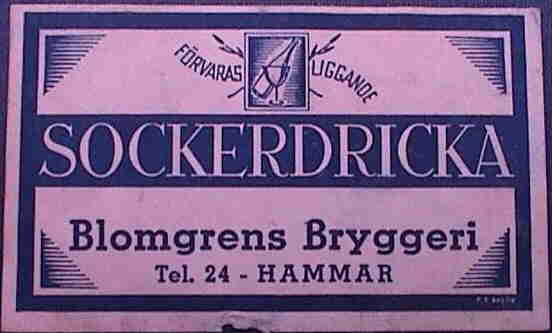 FÖRVARAS LIGGANDE
SOCKERDRICKA
Blomgrens Bryggeri
Tel. 24 - HAMMAR